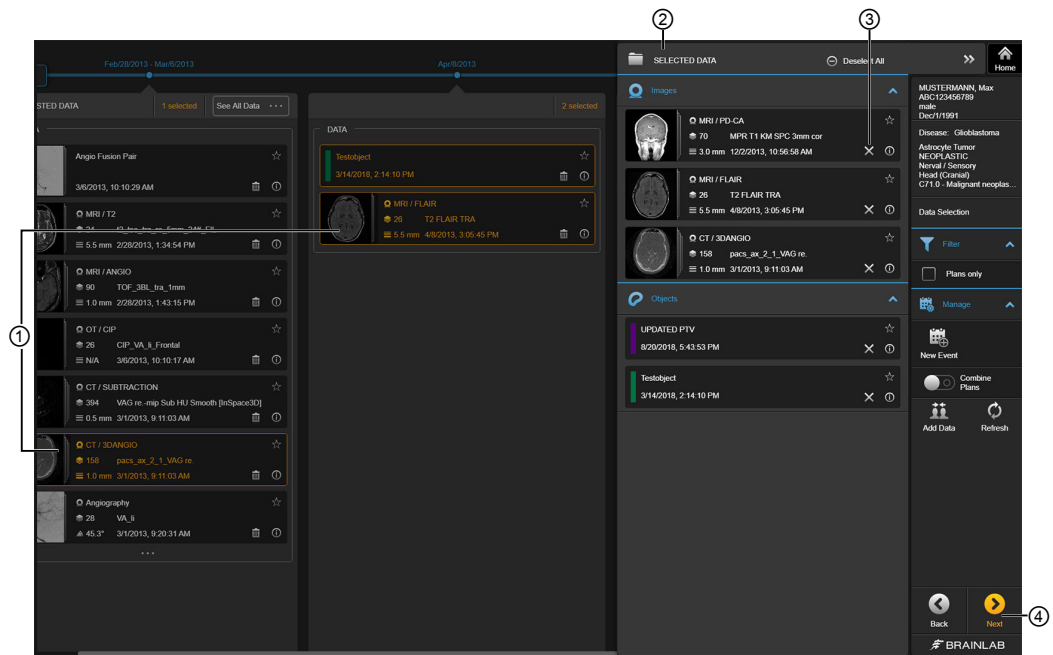 ②
③
Feb/28/2013 - Mar/6/2013
Apr/8/2013
SELECTED DATA
Deselect All
Home
STED DATA
1 selected
See All Data ···
2 selected
Images
MUSTERMANN, Max
ABC123456789
male
Dec/1/1991
Disease: Glioblastoma
Astrocyte Tumor
NEOPLASTIC
Nerval / Sensory
Head (Cranial)
C71.0 - Malignant neoplas...
Data Selection
Filter
Plans only
Manage
New Event
Combine
Plans
Add Data
Refresh
A
Angio Fusion Pair
3/6/2013, 10:10:29 AM
MRI / T2
5.5 mm 2/28/2013, 1:34:54 PM
MRI / ANGIO
90 TOF_3BL_tra_1mm
1.0 mm 2/28/2013, 1:43:15 PM
OT / CIP
26 CIP_VA_li_Frontal
N/A 3/6/2013, 10:10:17 AM
CT / SUBTRACTION
394 VAG re.-mip Sub HU Smooth [InSpace3D]
0.5 mm 3/1/2013, 9:11:03 AM
CT / 3DANGIO
158 pacs_ax_2_1_VAG re.
1.0 mm 3/1/2013, 9:11:03 AM
Angiography
28 VA_li
45.3° 3/1/2013, 9:20:31 AM
···
①
DATA
Testobject
3/14/2018, 2:14:10 PM
MRI / FLAIR
26 T2 FLAIR TRA
5.5 mm 4/8/2013, 3:05:45 PM
MRI / PD-CA
70 MPR T1 KM SPC 3mm cor
3.0 mm 12/2/2013, 10:56:58 AM
MRI / FLAIR
26 T2 FLAIR TRA
5.5 mm 4/8/2013, 3:05:45 PM
CT / 3DANGIO
158 pacs_ax_2_1_VAG re.
1.0 mm 3/1/2013, 9:11:03 AM
Objects
UPDATED PTV
8/20/2018, 5:43:53 PM
Testobject
3/14/2018, 2:14:10 PM
Back
Next
④
BRAINLAB